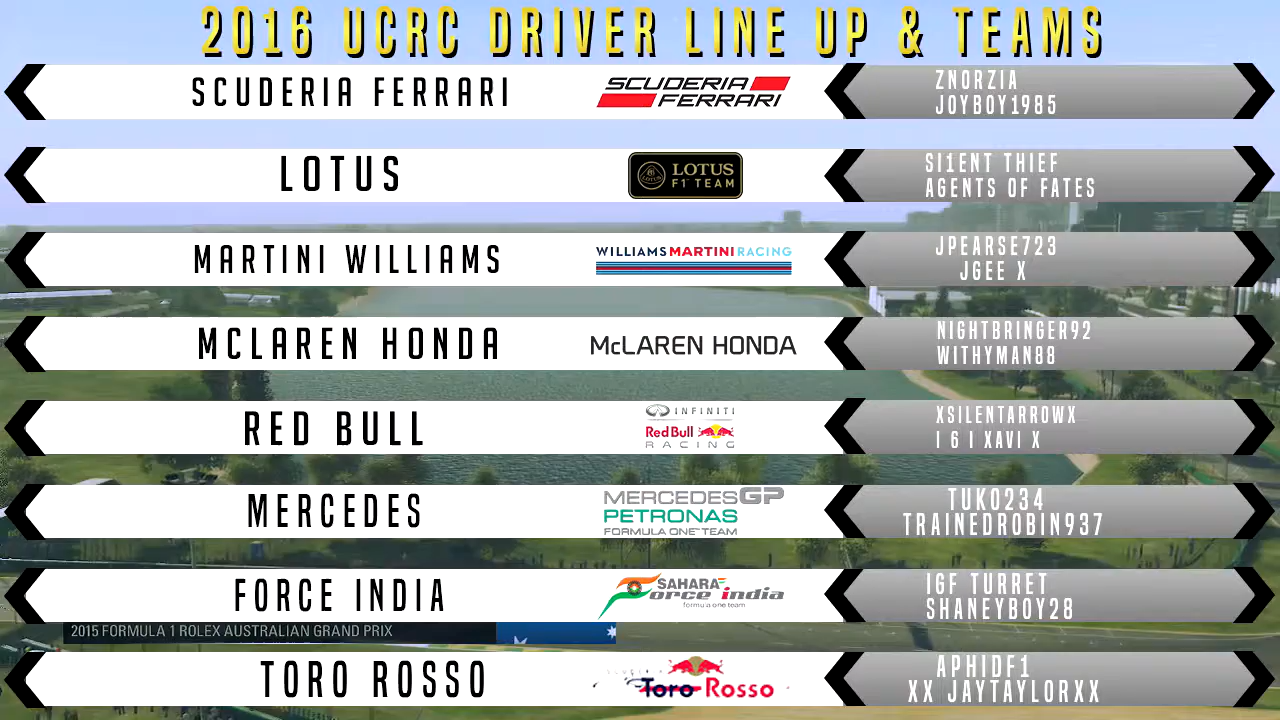 2016 UCRC DRIVER LINE UP & TEAMS
SCUDERIA FERRARI
SCUDERIA
FERRARI
ZNORZIA
JOYBOY1985
LOTUS
LOTUS
F1 TEAM
SI1ENT THIEF
AGENTS OF FATES
MARTINI WILLIAMS
WILLIAMS MARTINI RACING
JPEARSE723
JGEE X
MCLAREN HONDA
McLAREN HONDA
NIGHTBRINGER92
WITHYMAN88
RED BULL
INFINITI
Red Bull
RACING
XSILENTARROWX
I 6 I XAVI X
MERCEDES
MERCEDES GP
PETRONAS
FORMULA ONE TEAM
TUKO234
TRAINEDROBIN937
FORCE INDIA
SAHARA
Force india
formula one team
IGF TURRET
SHANEYBOY28
2015 FORMULA 1 ROLEX AUSTRALIAN GRAND PRIX
TORO ROSSO
Toro Rosso
APHIDF1
XX JAYTAYLORXX